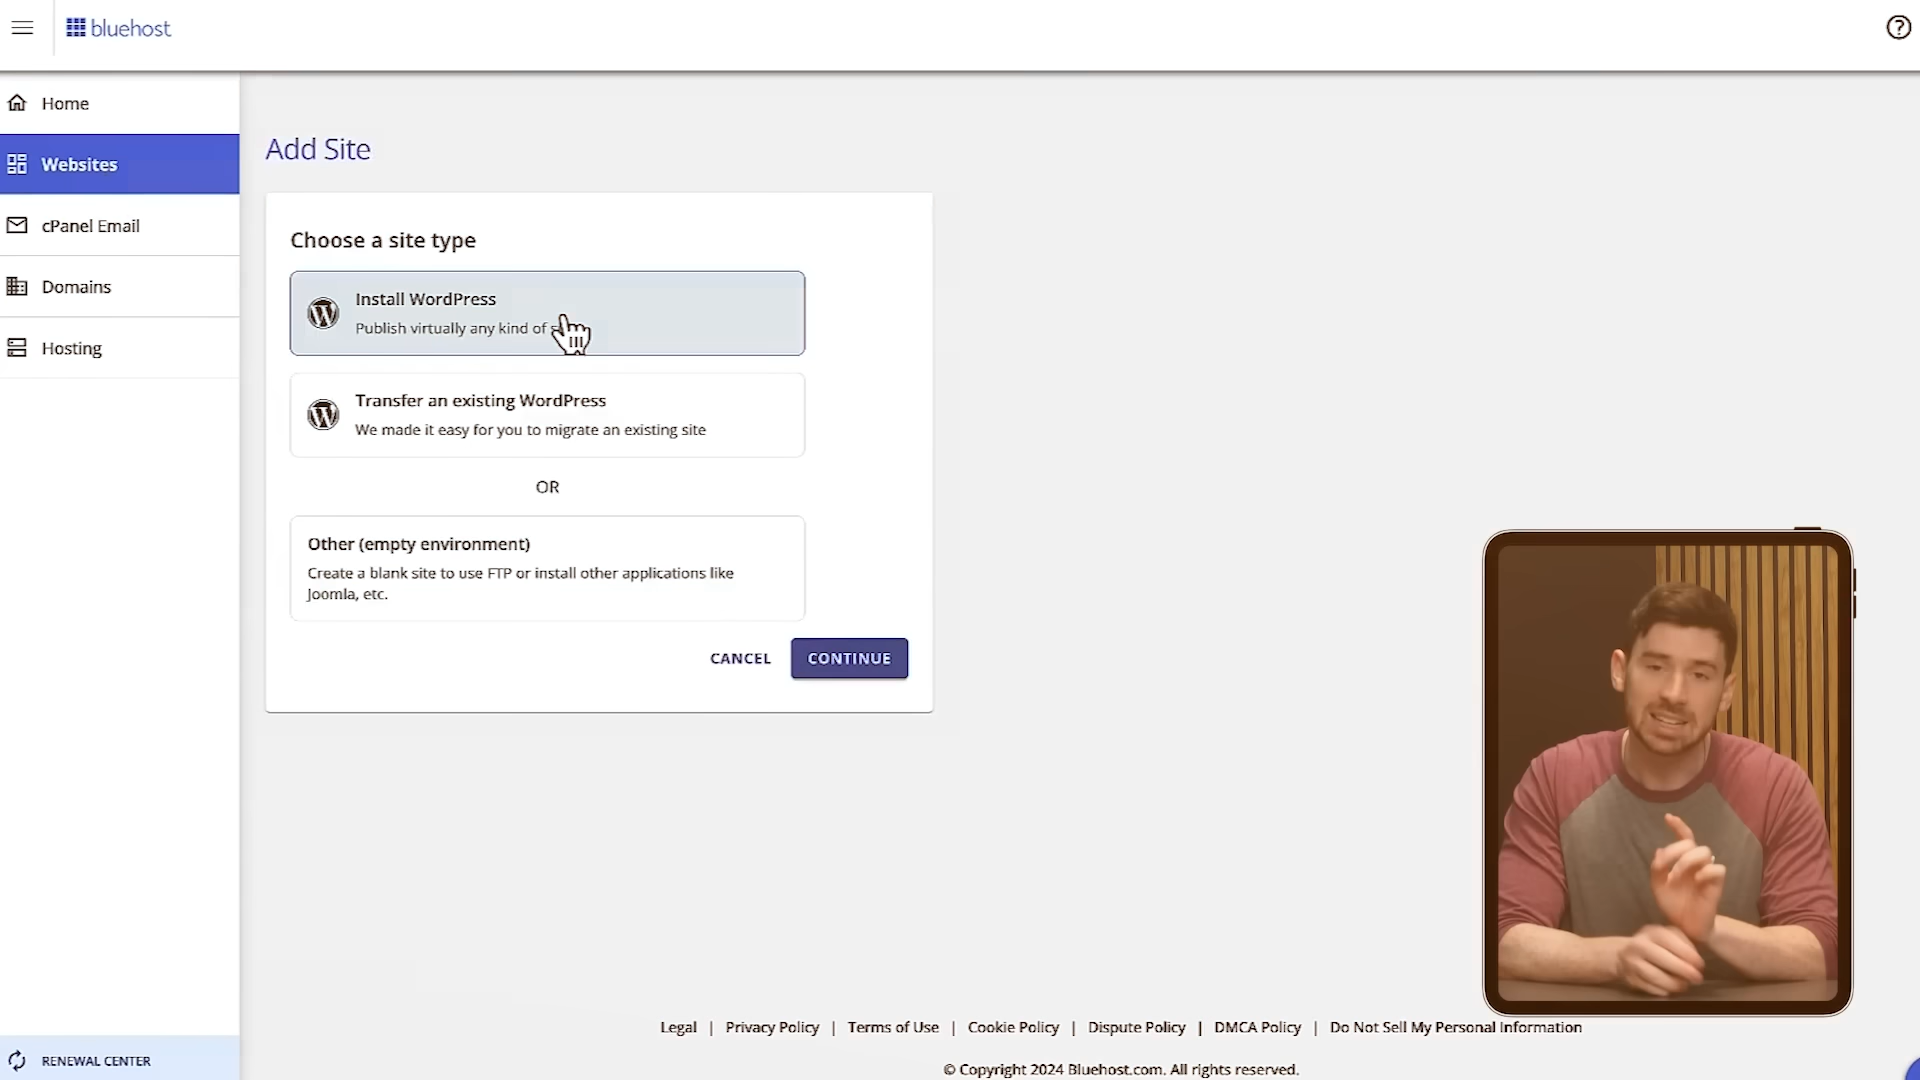 bluehost
Home
Websites
cPanel Email
Domains
Hosting
RENEWAL CENTER
Add Site
Choose a site type
Install WordPress
Publish virtually any kind of
Transfer an existing WordPress
We made it easy for you to migrate an existing site
OR
Other (empty environment)
Create a blank site to use FTP or install other applications like
Joomla, etc.
CANCEL CONTINUE
Legal | Privacy Policy | Terms of Use | Cookie Policy | Dispute Policy | DMCA Policy | Do Not Sell My Personal Information
© Copyright 2024 Bluehost.com. All rights reserved.